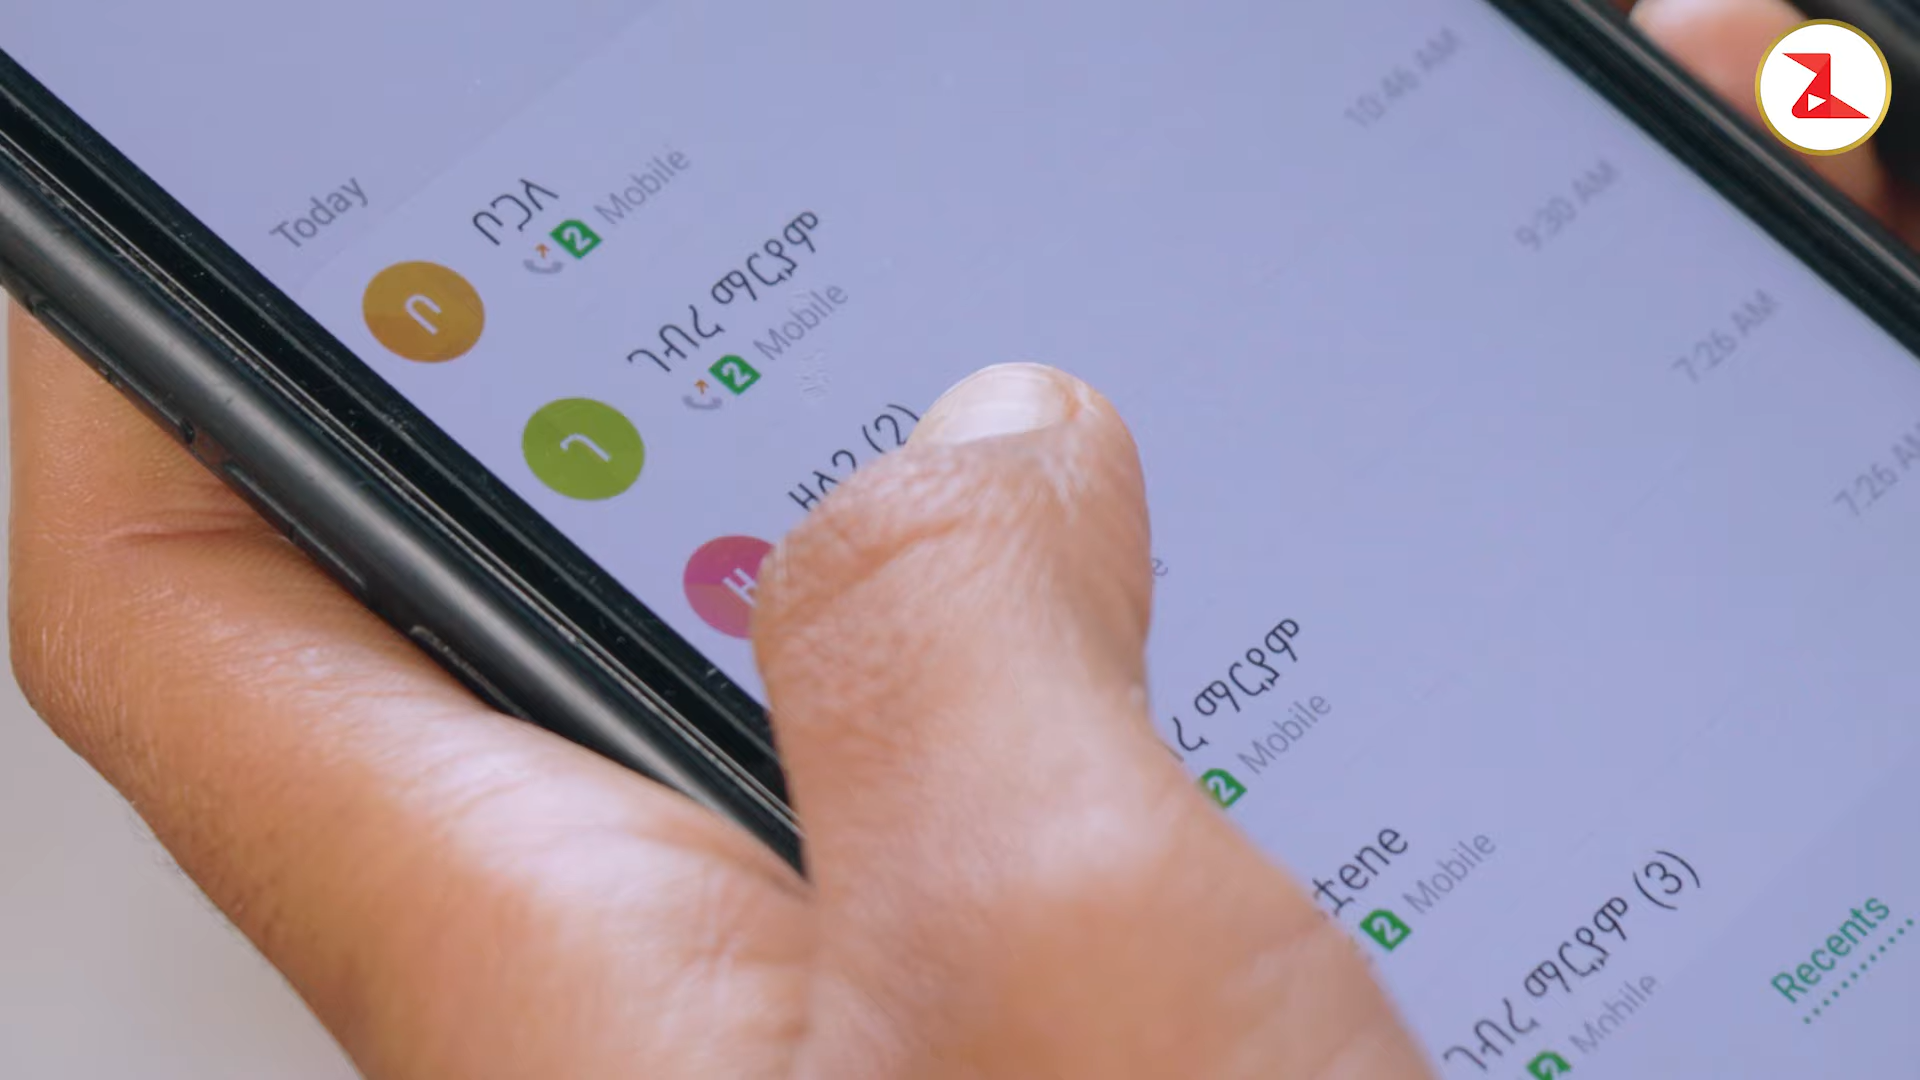 Today
በጋለ
2 Mobile
10:46 AM
ገብረ ማርያም
2 Mobile
9:30 AM
(2)
7:26 AM
ረ ማርያም
2 Mobile
7:26 AM
tene
2 Mobile
ገብረ ማርያም (3)
2 Mobile
Recents